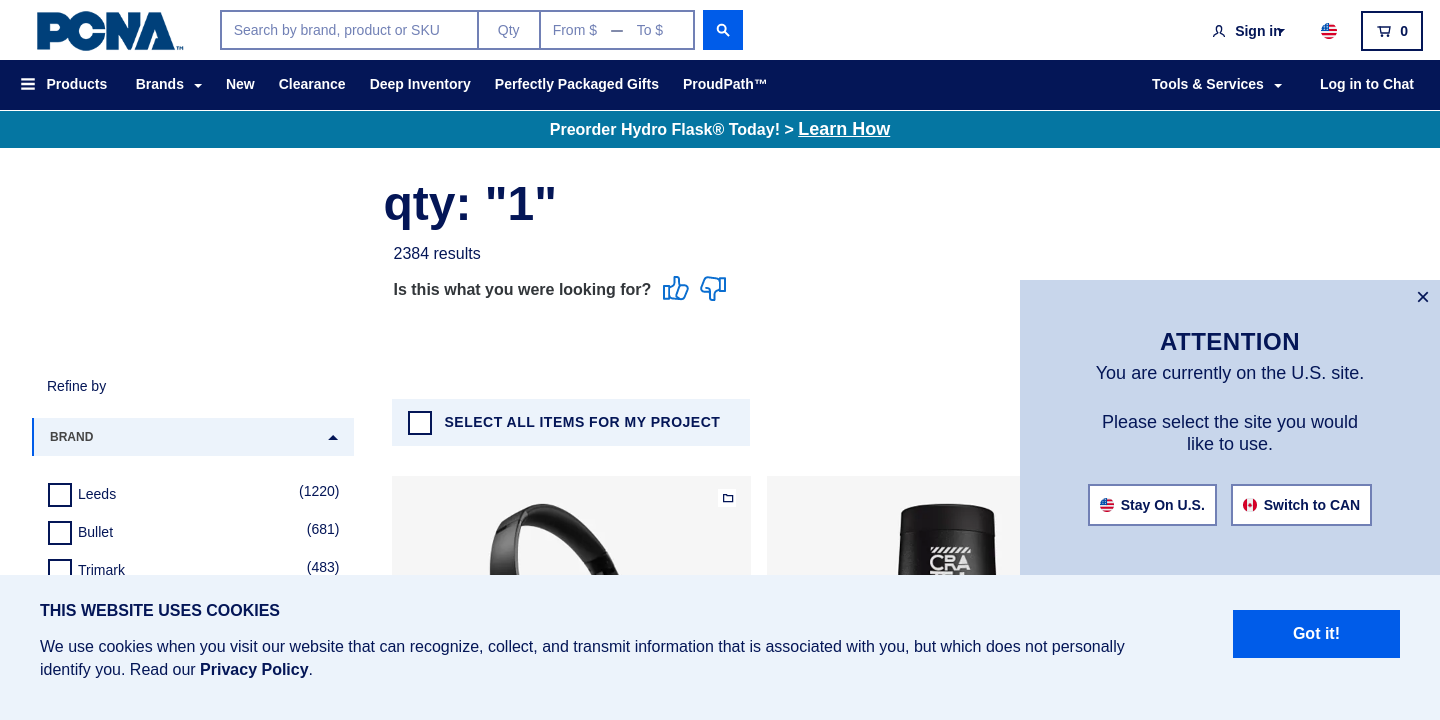 PCNA™
Search by brand, product or SKU
Qty
From $ — To $
Sign in
0
Products
Brands
New
Clearance
Deep Inventory
Perfectly Packaged Gifts
ProudPath™
Tools & Services
Log in to Chat
Preorder Hydro Flask® Today! > Learn How
qty: "1"
2384 results
Is this what you were looking for?
×
ATTENTION
You are currently on the U.S. site.
Please select the site you would
like to use.
Stay On U.S.
Switch to CAN
Refine by
BRAND
Leeds (1220)
Bullet (681)
Trimark (483)
SELECT ALL ITEMS FOR MY PROJECT
THIS WEBSITE USES COOKIES
We use cookies when you visit our website that can recognize, collect, and transmit information that is associated with you, but which does not personally
identify you. Read our Privacy Policy.
Got it!